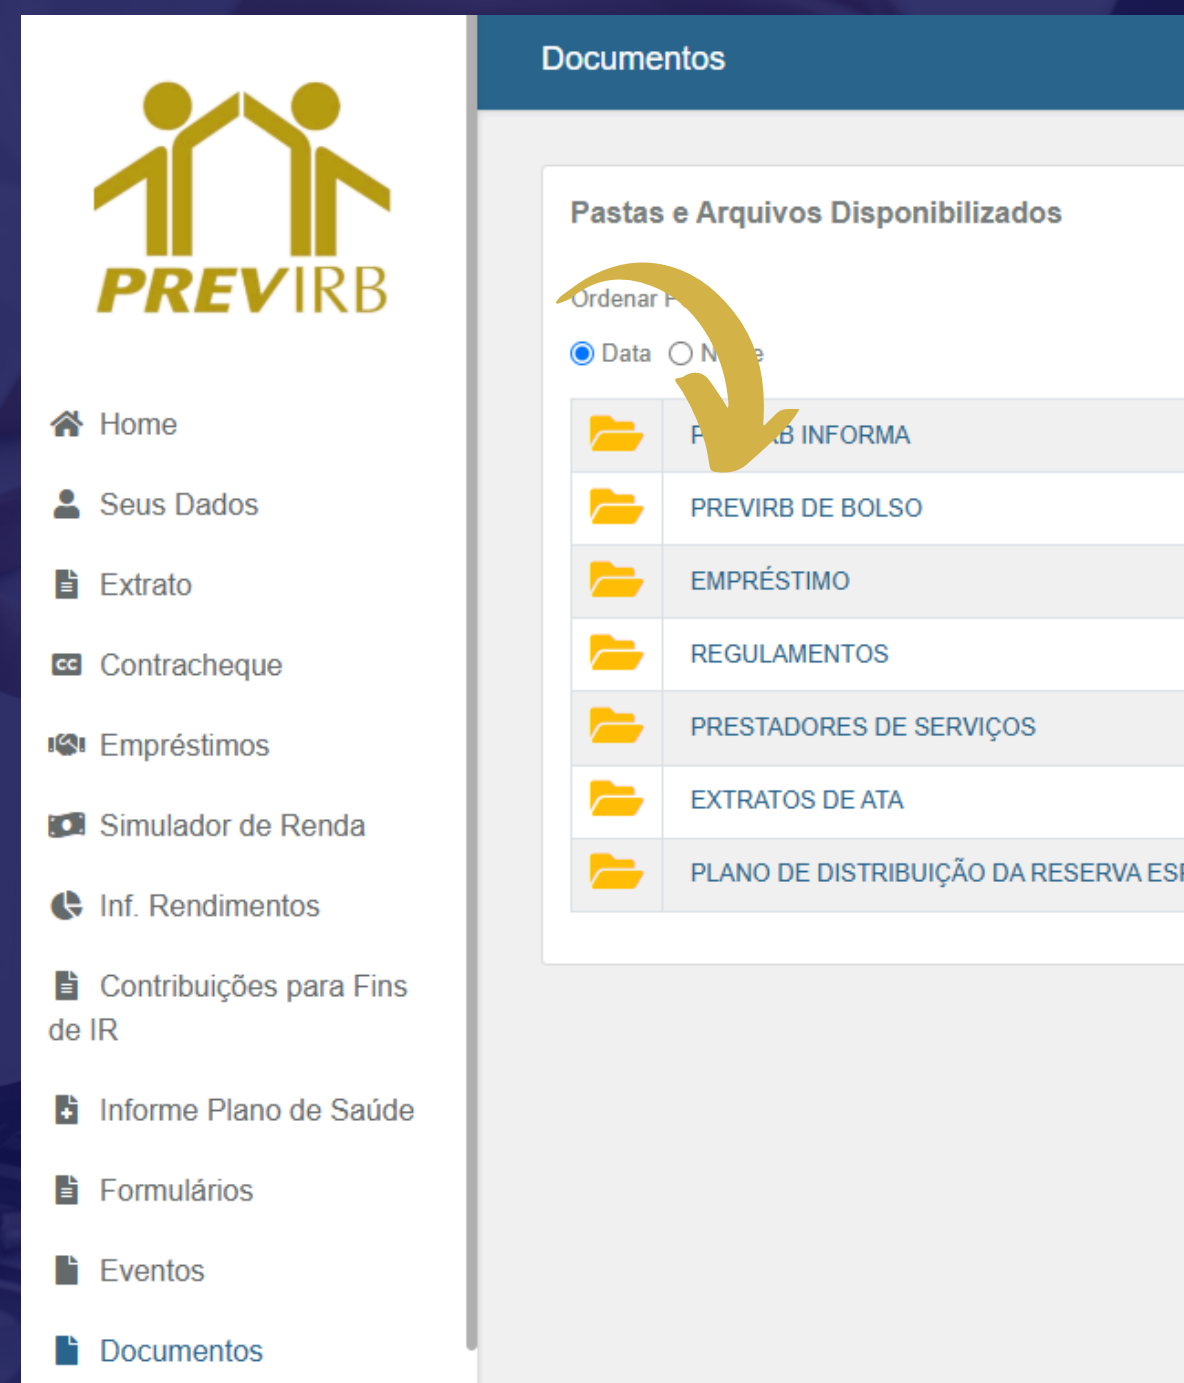 PREVIRB
Home
Seus Dados
Extrato
Contracheque
Empréstimos
Simulador de Renda
Inf. Rendimentos
Contribuições para Fins
de IR
Informe Plano de Saúde
Formulários
Eventos
Documentos
Documentos
Pastas e Arquivos Disponibilizados
Ordenar
Data
INFORMA
PREVIRB DE BOLSO
EMPRÉSTIMO
REGULAMENTOS
PRESTADORES DE SERVIÇOS
EXTRATOS DE ATA
PLANO DE DISTRIBUIÇÃO DA RESERVA